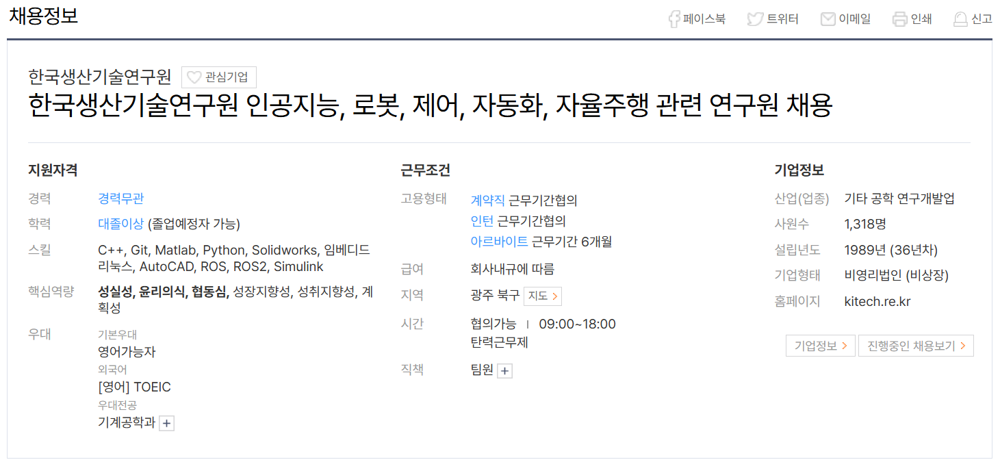 채용정보
페이스북 트위터 이메일 인쇄 신고
한국생산기술연구원 관심기업
한국생산기술연구원 인공지능, 로봇, 제어, 자동화, 자율주행 관련 연구원 채용
지원자격
경력 경력무관
학력 대졸이상 (졸업예정자 가능)
스킬 C++, Git, Matlab, Python, Solidworks, 임베디드
리눅스, AutoCAD, ROS, ROS2, Simulink
핵심역량 성실성, 윤리의식, 협동심, 성장지향성, 성취지향성, 계
획성
우대 기본우대
영어가능자
외국어
[영어] TOEIC
우대전공
기계공학과 +
근무조건
고용형태 계약직 근무기간협의
인턴 근무기간협의
아르바이트 근무기간 6개월
급여 회사내규에 따름
지역 광주 북구 지도 >
시간 협의가능 | 09:00~18:00
탄력근무제
직책 팀원 +
기업정보
산업(업종) 기타 공학 연구개발업
사원수 1,318명
설립년도 1989년 (36년차)
기업형태 비영리법인 (비상장)
홈페이지 kitech.re.kr
기업정보 > 진행중인 채용보기 >